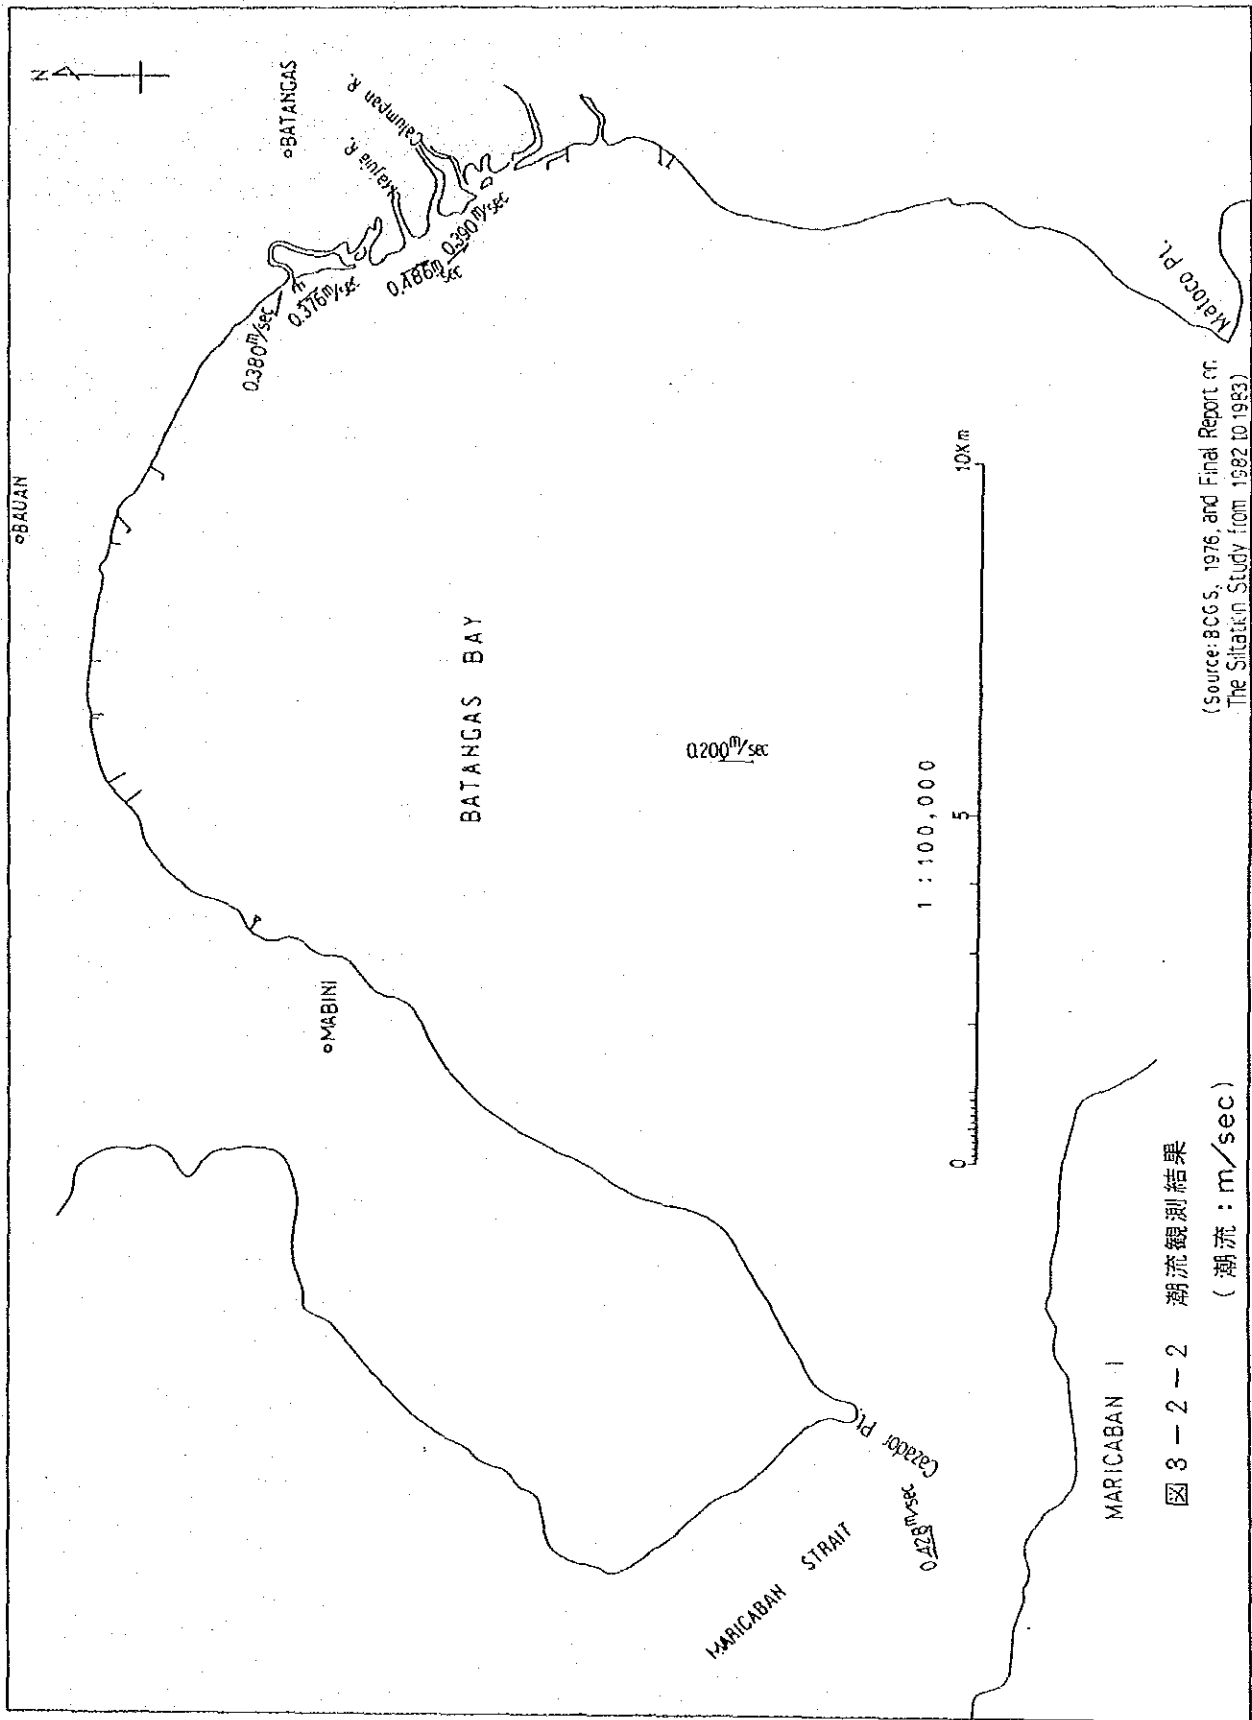 N
BAUAN
BATANGAS
Calumpan R.
0.380m/sec
0.376m/sec
0.486m/sec
0.390m/sec
MABINI
BATANGAS BAY
0.200m/sec
MARICABAN STRAIT
Cazador Pt.
0.428m/sec
Matoco Pt.
1:100,000
0
5
10Km
MARICABAN I
(Source: BCGS, 1976, and Final Report on
The Siltation Study from 1982 to 1983)
図3-2-2 潮流観測結果
(潮流:m/sec)